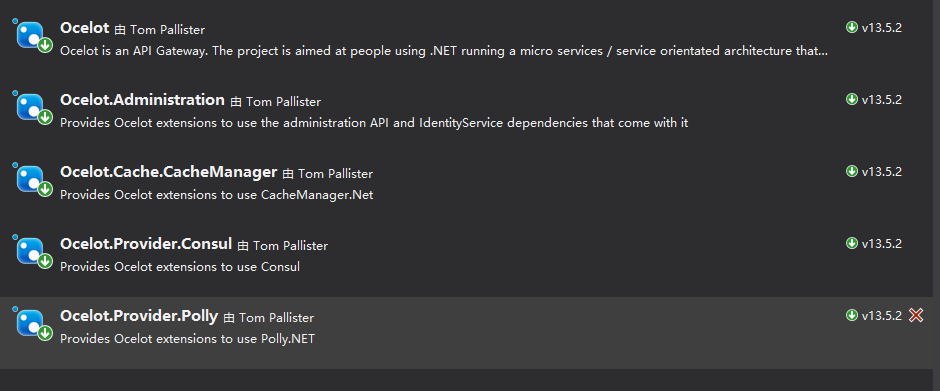 Ocelot 由 Tom Pallister v13.5.2
Ocelot is an API Gateway. The project is aimed at people using .NET running a micro services / service orientated architecture that...
Ocelot.Administration 由 Tom Pallister v13.5.2
Provides Ocelot extensions to use the administration API and IdentityService dependencies that come with it
Ocelot.Cache.CacheManager 由 Tom Pallister v13.5.2
Provides Ocelot extensions to use CacheManager.Net
Ocelot.Provider.Consul 由 Tom Pallister v13.5.2
Provides Ocelot extensions to use Consul
Ocelot.Provider.Polly 由 Tom Pallister v13.5.2
Provides Ocelot extensions to use Polly.NET